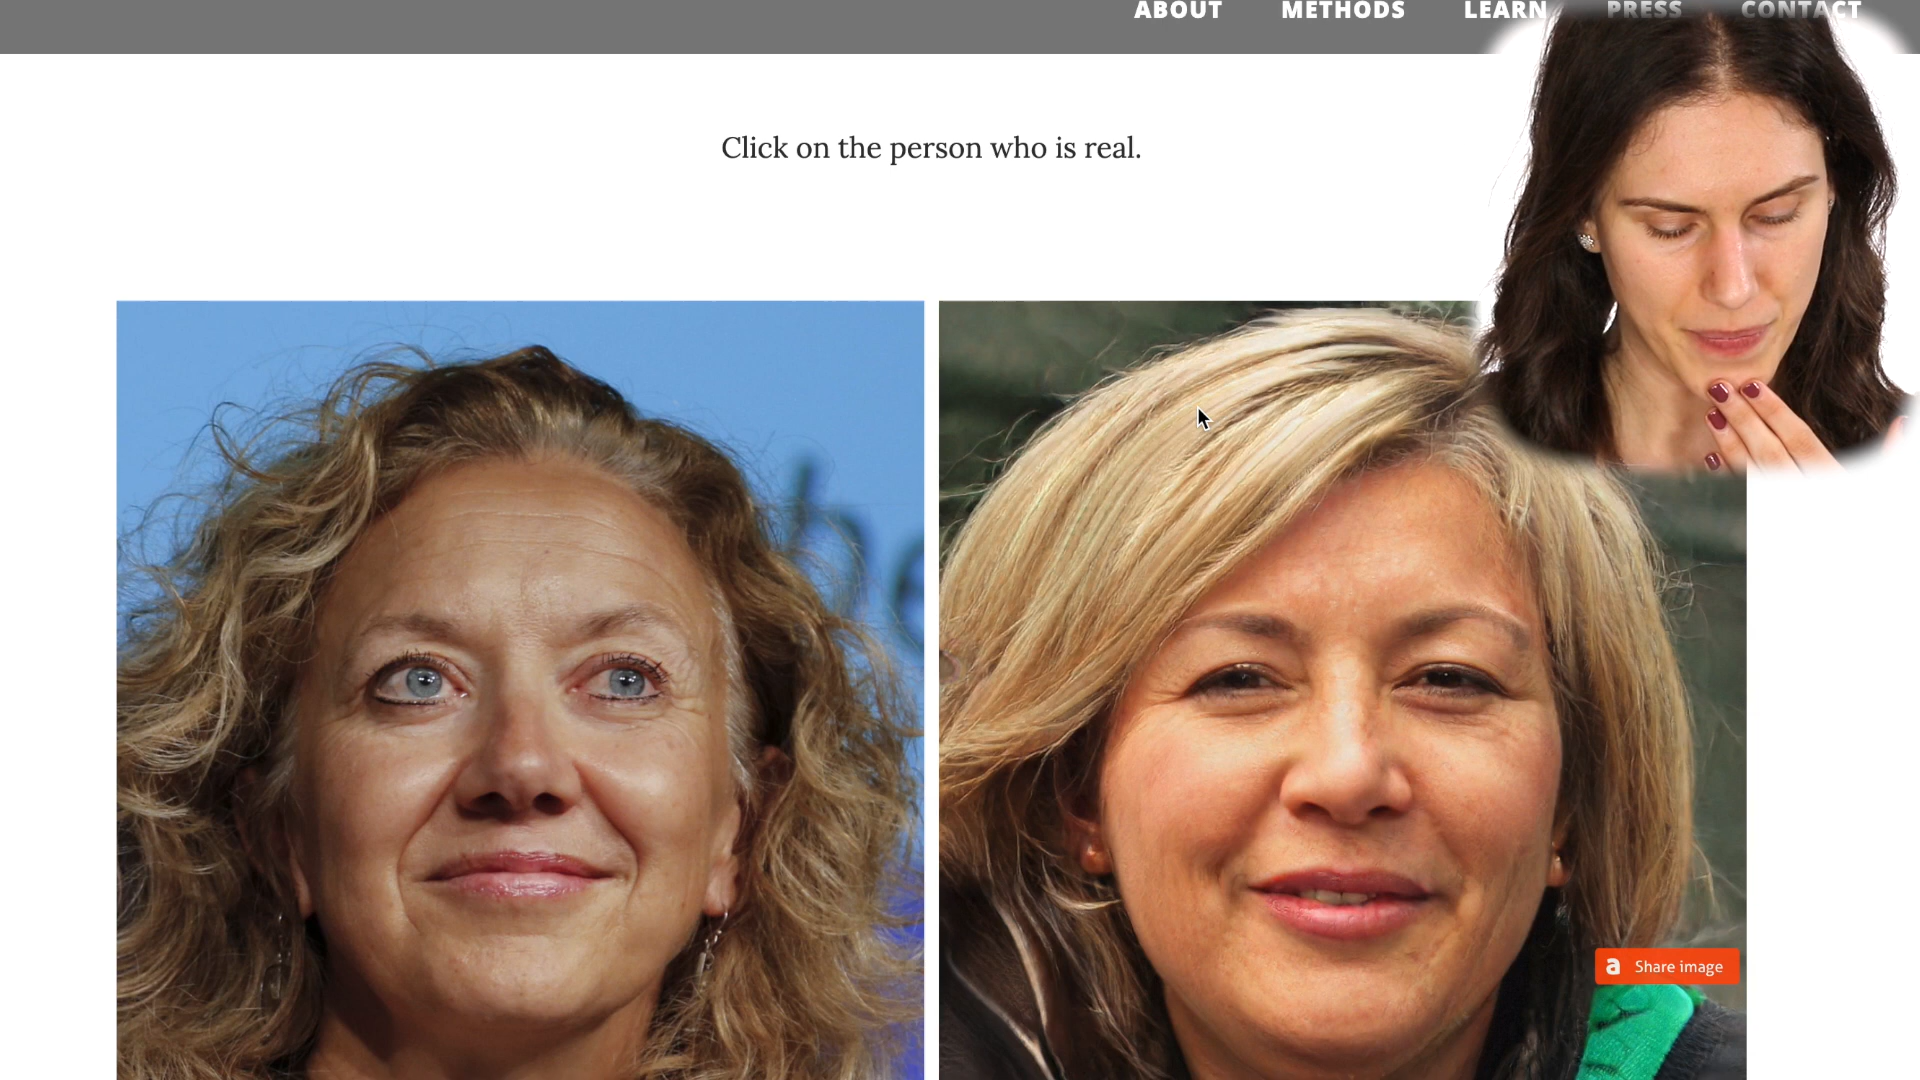 ABOUT METHODS LEARN PRESS CONTACT
Click on the person who is real.
a Share image